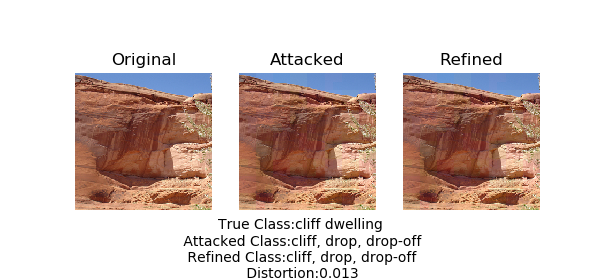 Original Attacked Refined
True Class:cliff dwelling
Attacked Class:cliff, drop, drop-off
Refined Class:cliff, drop, drop-off
Distortion:0.013